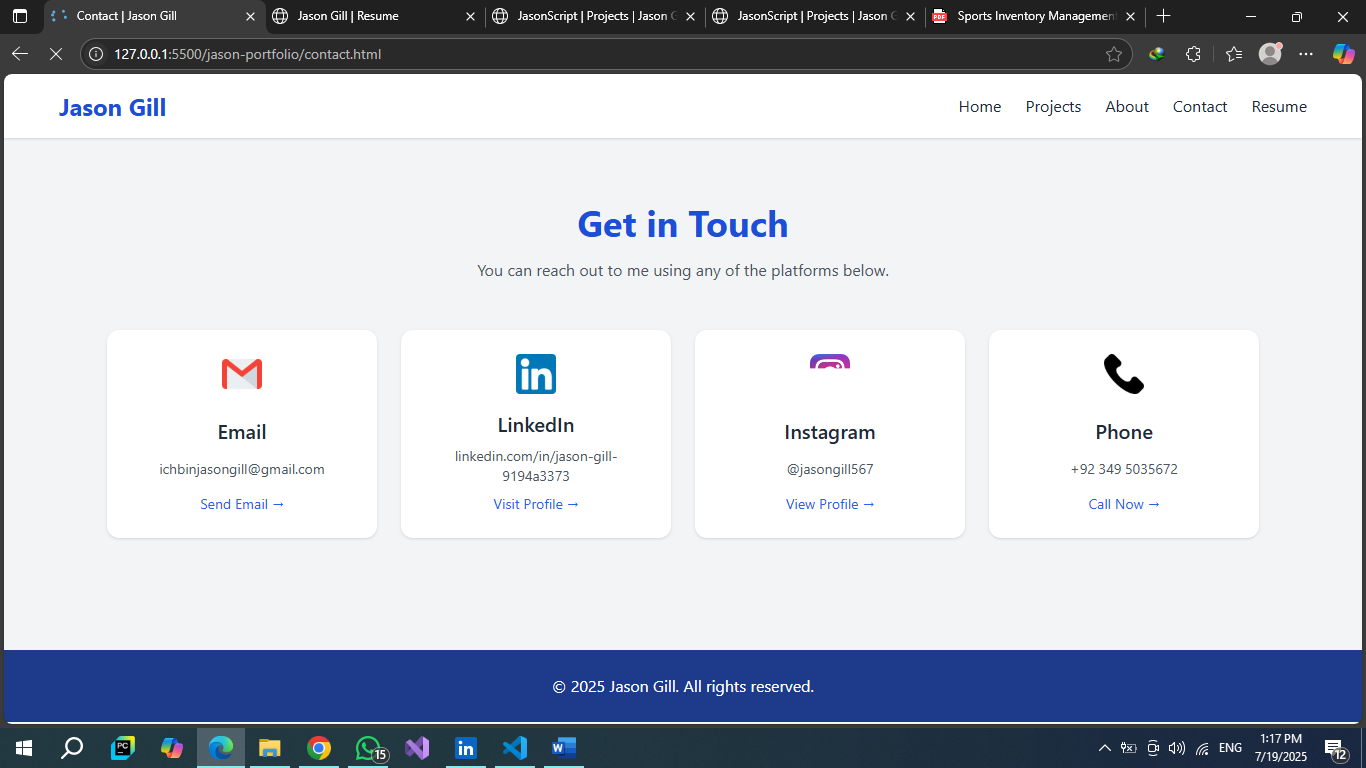 Contact | Jason Gill
Jason Gill | Resume
JasonScript | Projects | Jason G
JasonScript | Projects | Jason G
PDF
Sports Inventory Management
127.0.0.1:5500/jason-portfolio/contact.html
Jason Gill
Home
Projects
About
Contact
Resume
Get in Touch
You can reach out to me using any of the platforms below.
Email
ichbinjasongill@gmail.com
Send Email →
in
LinkedIn
linkedin.com/in/jason-gill-
9194a3373
Visit Profile →
Instagram
@jasongill567
View Profile →
Phone
+92 349 5035672
Call Now →
© 2025 Jason Gill. All rights reserved.
PC
15
in
W
ENG
1:17 PM
7/19/2025
12